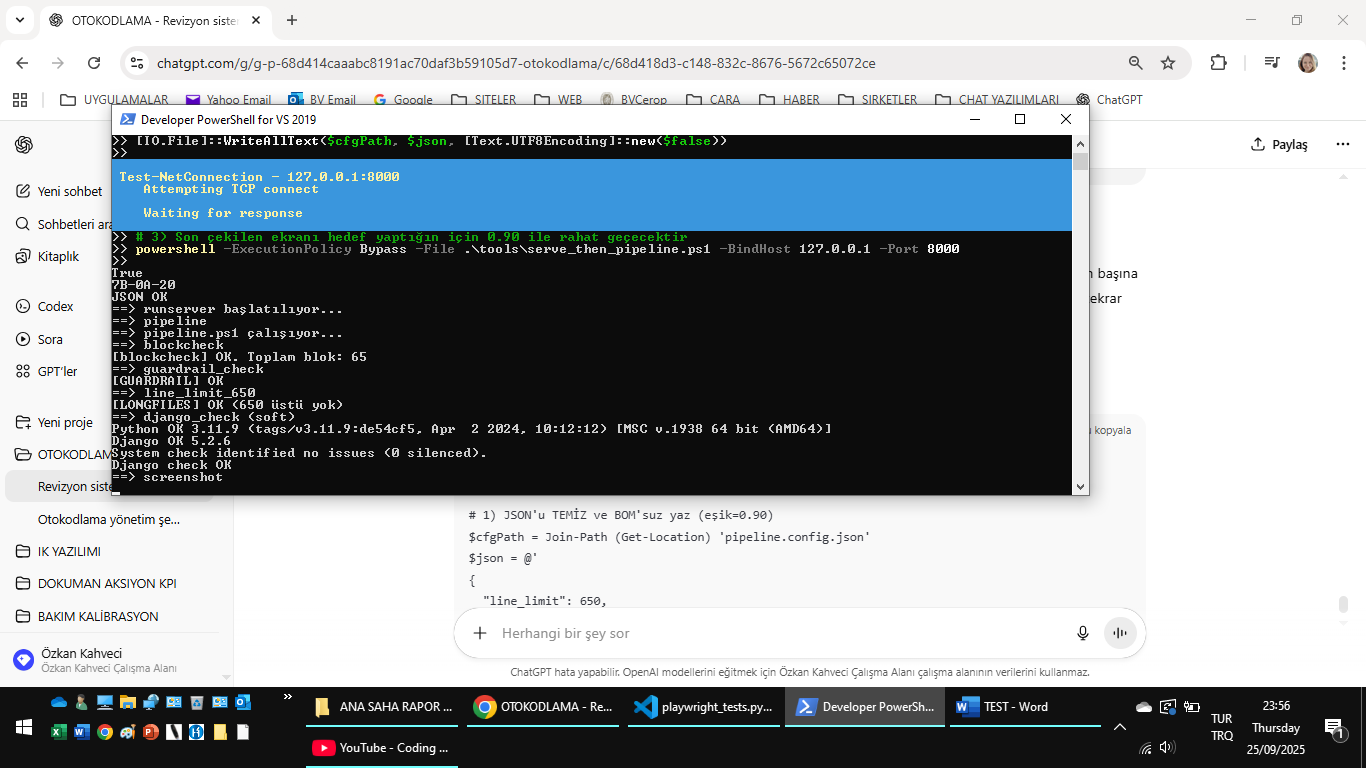 OTOKODLAMA - Revizyon siste
chatgpt.com/g/g-p-68d414caaabc8191ac70daf3b59105d7-otokodlama/c/68d418d3-c148-832c-8676-5672c65072ce
UYGULAMALAR
Yahoo Email
BV Email
Google
SITELER
WEB
BVCerop
CARA
HABER
SIRKETLER
CHAT YAZILIMLARI
ChatGPT
Developer PowerShell for VS 2019
>> [IO.File]::WriteAllText($cfgPath, $json, [Text.UTF8Encoding]::new($false))
>>
Test-NetConnection - 127.0.0.1:8000
Attempting TCP connect
Waiting for response
>> # 3) Son çekilen ekranı hedef yaptığın için 0.90 ile rahat geçecektir
>> powershell -ExecutionPolicy Bypass -File .\tools\serve_then_pipeline.ps1 -BindHost 127.0.0.1 -Port 8000
>>
True
7B-0A-20
JSON OK
==> runserver başlatılıyor...
==> pipeline
==> pipeline.ps1 çalışıyor...
==> blockcheck
[blockcheck] OK. Toplam blok: 65
==> guardrail_check
[GUARDRAIL] OK
==> line_limit_650
[LONGFILES] OK (650 üstü yok)
==> django_check (soft)
Python OK 3.11.9 (tags/v3.11.9:de54cf5, Apr  2 2024, 10:12:12) [MSC v.1938 64 bit (AMD64)]
Django OK 5.2.6
System check identified no issues (0 silenced).
Django check OK
==> screenshot
Yeni sohbet
Sohbetleri ara
Kitaplık
Codex
Sora
GPT'ler
Yeni proje
OTOKODLAM
Revizyon siste
Otokodlama yönetim şe...
IK YAZILIMI
DOKUMAN AKSIYON KPI
BAKIM KALİBRASYON
Özkan Kahveci
Özkan Kahveci Çalışma Alanı
Paylaş
n başına
ekrar
kopyala
# 1) JSON'u TEMİZ ve BOM'suz yaz (eşik=0.90)
$cfgPath = Join-Path (Get-Location) 'pipeline.config.json'
$json = @'
{
"line_limit": 650,
Herhangi bir şey sor
ChatGPT hata yapabilir. OpenAI modellerini eğitmek için Özkan Kahveci Çalışma Alanı çalışma alanının verilerini kullanmaz.
ANA SAHA RAPOR ...
OTOKODLAMA - Re...
playwright_tests.py...
Developer PowerSh...
TEST - Word
YouTube - Coding ...
TUR
TRQ
23:56
Thursday
25/09/2025
1